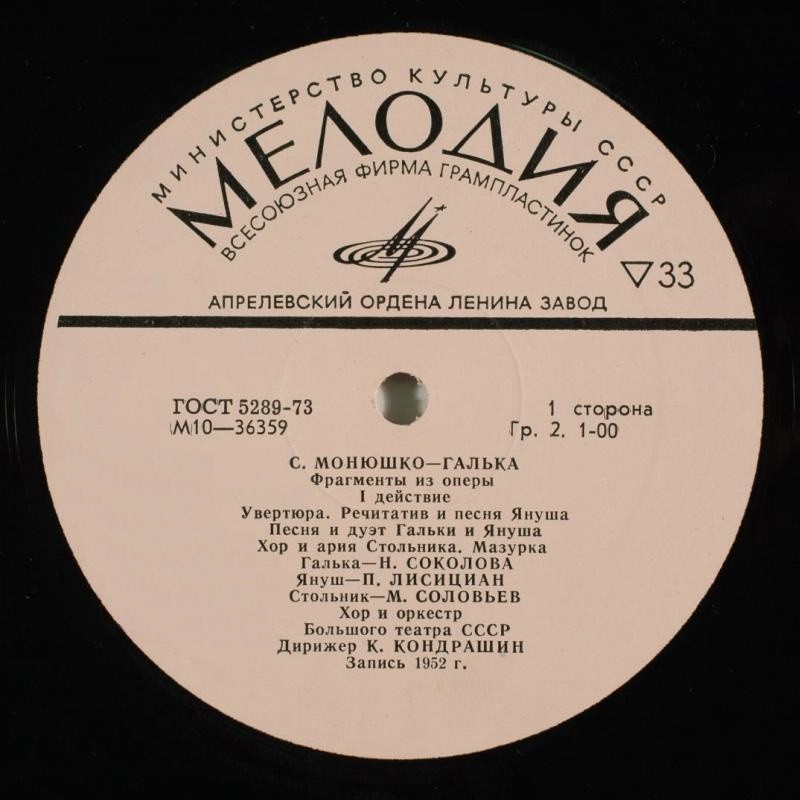 МИНИСТЕРСТВО КУЛЬТУРЫ СССР
МЕЛОДИЯ
ВСЕСОЮЗНАЯ ФИРМА ГРАМПЛАСТИНОК
▽33
АПРЕЛЕВСКИЙ ОРДЕНА ЛЕНИНА ЗАВОД
ГОСТ 5289-73
1 сторона
М10—36359
Гр. 2. 1-00
С. МОНЮШКО—ГАЛЬКА
Фрагменты из оперы
I действие
Увертюра. Речитатив и песня Януша
Песня и дуэт Гальки и Януша
Хор и ария Стольника. Мазурка
Галька—Н. СОКОЛОВА
Януш—П. ЛИСИЦИАН
Стольник—М. СОЛОВЬЕВ
Хор и оркестр
Большого театра СССР
Дирижер К. КОНДРАШИН
Запись 1952 г.